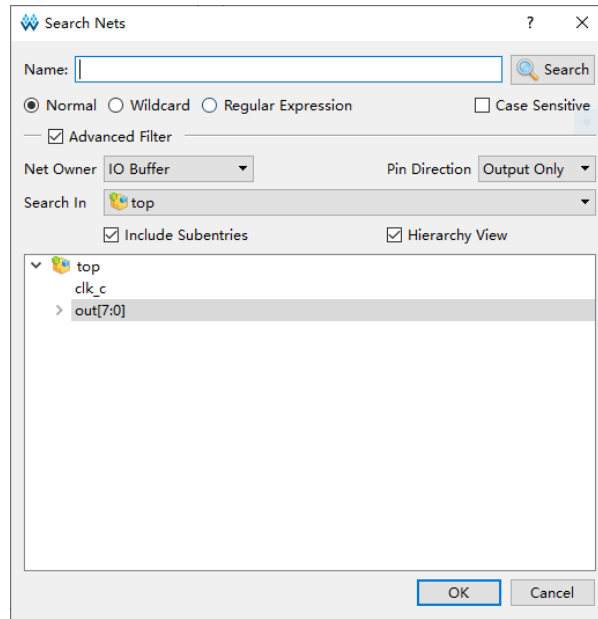 Search Nets ?
Name: Search
Normal Wildcard Regular Expression Case Sensitive
Advanced Filter
Net Owner IO Buffer Pin Direction Output Only
Search In top
Include Subentries Hierarchy View
top
clk_c
out[7:0]
OK Cancel